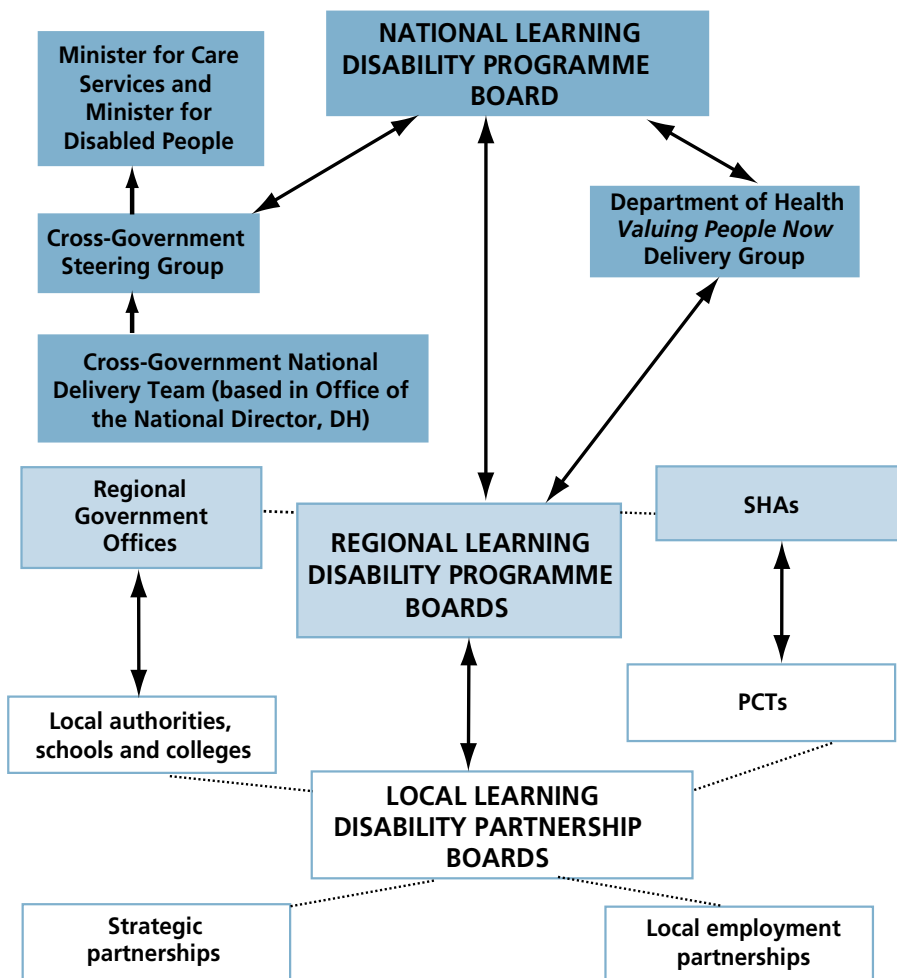 Minister for Care
Services and
Minister for
Disabled People
NATIONAL LEARNING
DISABILITY PROGRAMME
BOARD
Cross-Government
Steering Group
Department of Health
Valuing People Now
Delivery Group
Cross-Government National
Delivery Team (based in Office of
the National Director, DH)
Regional
Government
Offices
REGIONAL LEARNING
DISABILITY PROGRAMME
BOARDS
SHAs
Local authorities,
schools and colleges
PCTs
LOCAL LEARNING
DISABILITY PARTNERSHIP
BOARDS
Strategic
partnerships
Local employment
partnerships